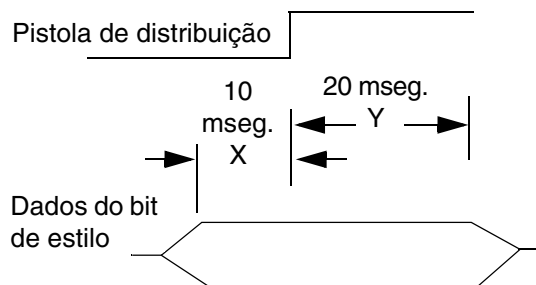 Pistola de distribuição
10
mseg.
X
20 mseg.
Y
Dados do bit
de estilo